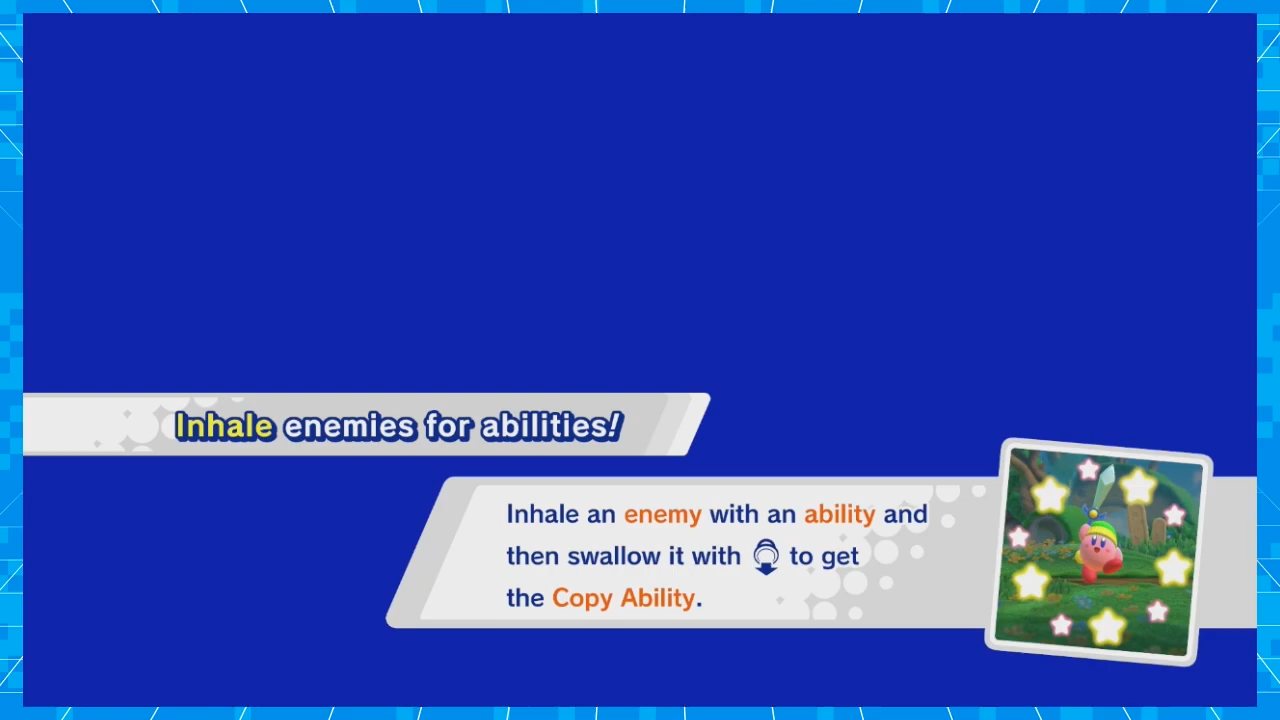 Inhale enemies for abilities!
Inhale an enemy with an ability and
then swallow it with to get
the Copy Ability.